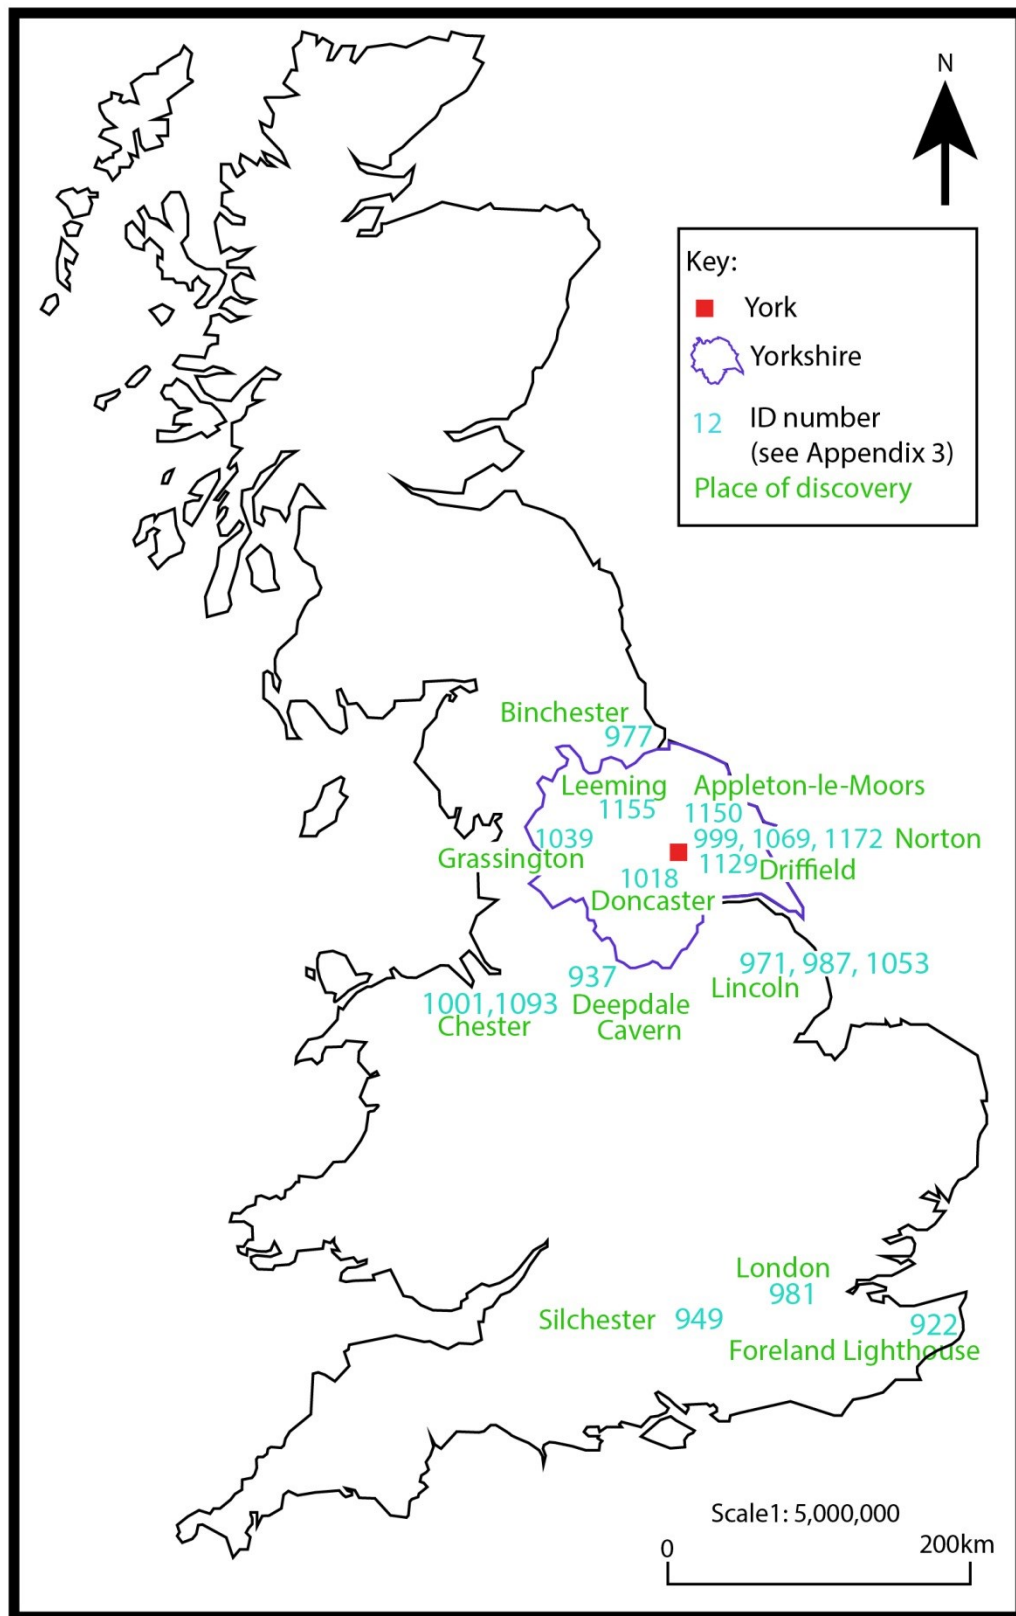 N
Key:
York
Yorkshire
12 ID number
(see Appendix 3)
Place of discovery
Binchester
977
Leeming
1155
Appleton-le-Moors
1150
1039
Grassington
999, 1069, 1172 Norton
1129 Driffield
1018
Doncaster
971, 987, 1053
Lincoln
937
Deepdale
Cavern
1001,1093
Chester
London
981
Silchester 949
922
Foreland Lighthouse
Scale1: 5,000,000
0 200km